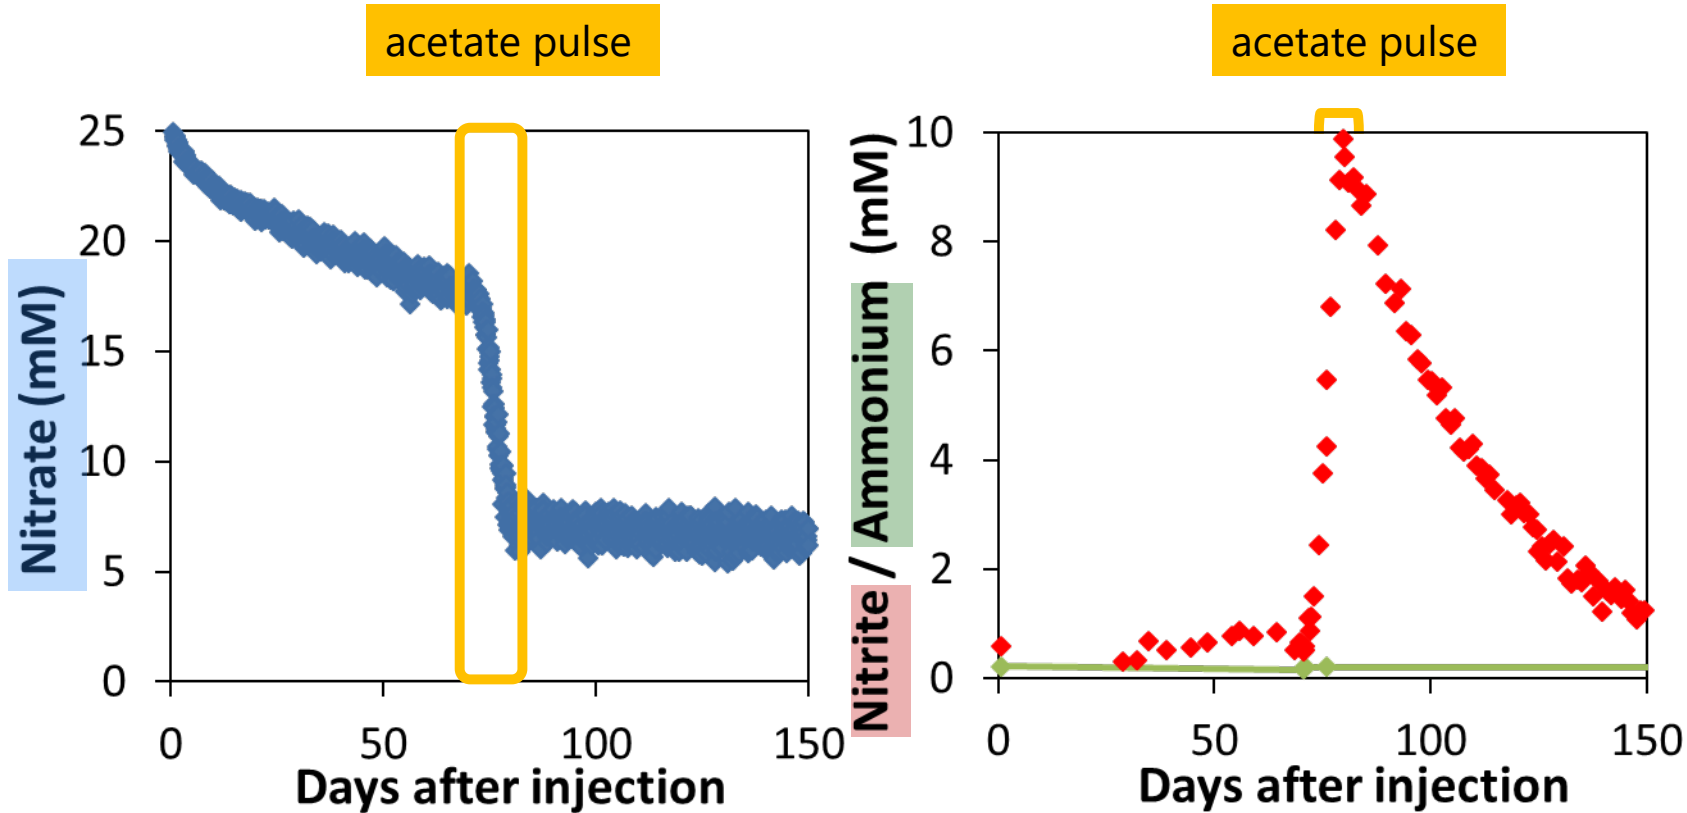 acetate pulse
25
20
15
10
5
0
Nitrate (mM)
0 50 100 150
Days after injection
acetate pulse
10
8
6
4
2
0
Nitrite / Ammonium (mM)
0 50 100 150
Days after injection